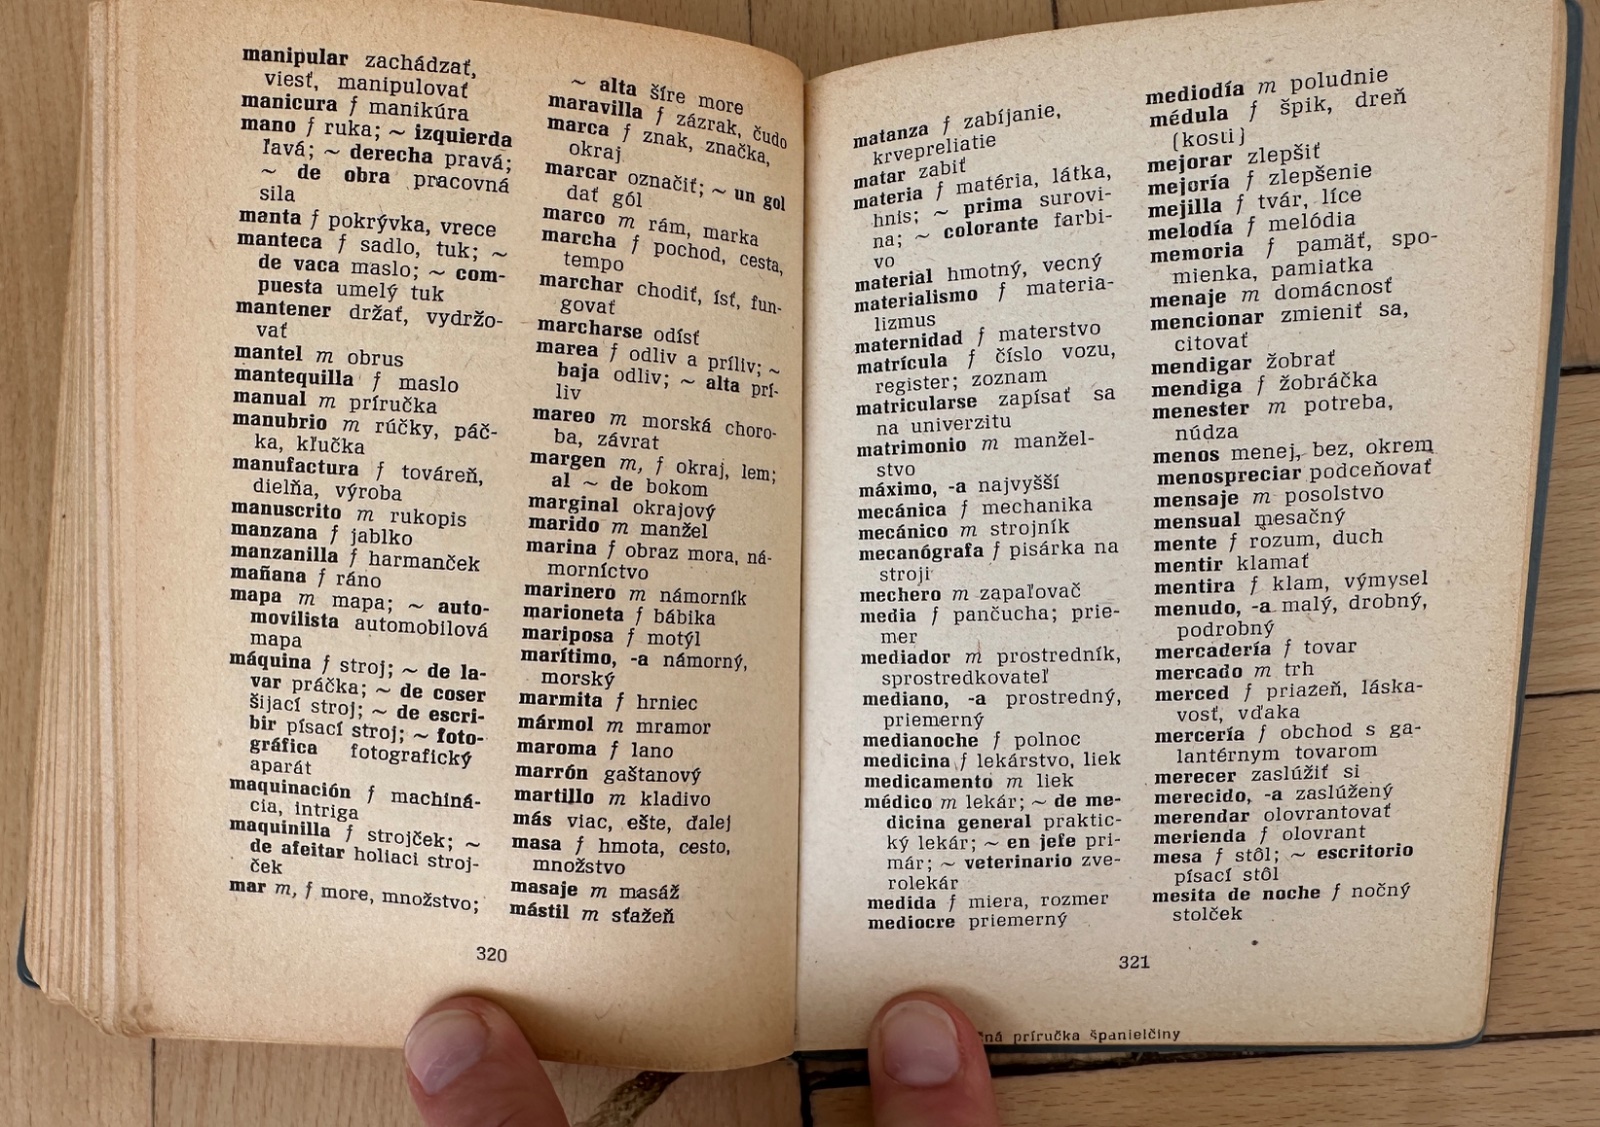 manipular zachádzať,
viesť, manipulovať
manicura f manikúra
mano f ruka; ~ izquierda
ľavá; ~ derecha pravá;
~ de obra pracovná
sila
manta f pokrývka, vrece
manteca f sadlo, tuk; ~
de vaca maslo; ~ com-
puesta umelý tuk
mantener držať, vydržo-
vať
mantel m obrus
mantequilla f maslo
manual m príručka
manubrio m rúčky, páč-
ka, kľučka
manufactura f továreň,
dielňa, výroba
manuscrito m rukopis
manzana f jablko
manzanilla f harmanček
mañana f ráno
mapa m mapa; ~ auto-
movilista automobilová
mapa
máquina f stroj; ~ de la-
var práčka; ~ de coser
šijací stroj; ~ de escri-
bir písací stroj; ~ foto-
gráfica fotografický
aparát
maquinación f machiná-
cia, intriga
maquinilla f strojček; ~
de afeitar holiaci stroj-
ček
mar m, f more, množstvo;
~ alta šíre more
maravilla f zázrak, čudo
marca f znak, značka,
okraj
marcar označiť; ~ un gol
dať gól
marco m rám, marka
marcha f pochod, cesta,
tempo
marchar chodiť, ísť, fun-
govať
marcharse odísť
marea f odliv a príliv; ~
baja odliv; ~ alta prí-
liv
mareo m morská choro-
ba, závrat
margen m, f okraj, lem;
al ~ de bokom
marginal okrajový
marido m manžel
marina f obraz mora, ná-
morníctvo
marinero m námorník
marioneta f bábika
mariposa f motýľ
marítimo, -a námorný,
morský
marmita f hrniec
mármol m mramor
maroma f lano
marrón gaštanový
martillo m kladivo
más viac, ešte, ďalej
masa f hmota, cesto,
množstvo
masaje m masáž
mástil m sťažeň
320
matanza f zabíjanie,
krvepreliatie
matar zabiť
materia f matéria, látka,
hnis; ~ prima surovi-
na; ~ colorante farbi-
vo
material hmotný, vecný
materialismo f materia-
lizmus
maternidad f materstvo
matrícula f číslo vozu,
register; zoznam
matricularse zapísať sa
na univerzitu
matrimonio m manžel-
stvo
máximo, -a najvyšší
mecánica f mechanika
mecánico m strojník
mecanógrafa f pisárka na
stroji
mechero m zapaľovač
media f pančucha; prie-
mer
mediador m prostredník,
sprostredkovateľ
mediano, -a prostredný,
priemerný
medianoche f polnoc
medicina f lekárstvo, liek
medicamento m liek
médico m lekár; ~ de me-
dicina general praktic-
ký lekár; ~ en jefe pri-
már; ~ veterinario zve-
rolekár
medida f miera, rozmer
mediocre priemerný
mediodía m poludnie
médula f špik, dreň
(kosti)
mejorar zlepšiť
mejoría f zlepšenie
mejilla f tvár, líce
melodía f melódia
memoria f pamäť, spo-
mienka, pamiatka
menaje m domácnosť
mencionar zmieniť sa,
citovať
mendigar žobrať
mendiga f žobráčka
menester m potreba,
núdza
menos menej, bez, okrem
menospreciar podceňovať
mensaje m posolstvo
mensual mesačný
mente f rozum, duch
mentir klamať
mentira f klam, výmysel
menudo, -a malý, drobný,
podrobný
mercadería f tovar
mercado m trh
merced f priazeň, láska-
vosť, vďaka
mercería f obchod s ga-
lantérnym tovarom
merecer zaslúžiť si
merecido, -a zaslúžený
merendar olovrantovať
merienda f olovrant
mesa f stôl; ~ escritorio
písací stôl
mesita de noche f nočný
stolček
321
príručka španielčiny